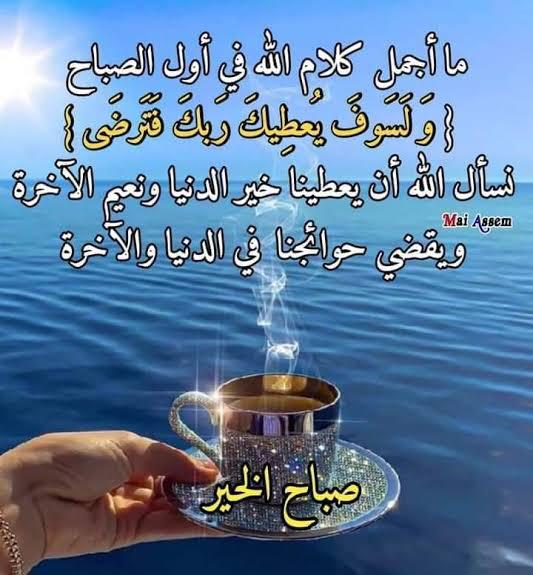 ما أجمل كلام الله في أول الصباح
{ وَلَسَوفَ يُعطِيكَ رَبكَ فَتَرضَى }
نسأل الله أن يعطينا خير الدنيا ونعيم الآخرة
Mai Assem
ويقضي حوائجنا في الدنيا والآخرة
صباح الخير